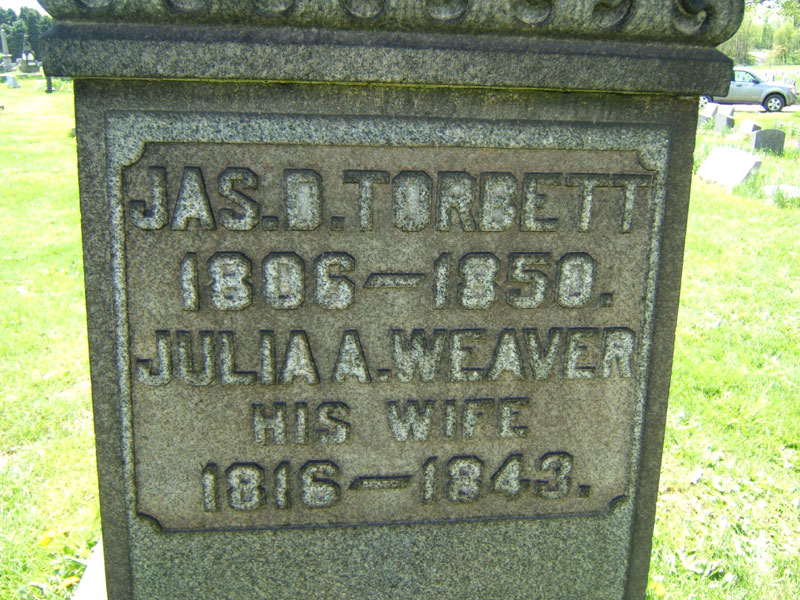 JAS. D. TORBETT
1806—1850.
JULIA A. WEAVER
HIS WIFE
1816—1843.